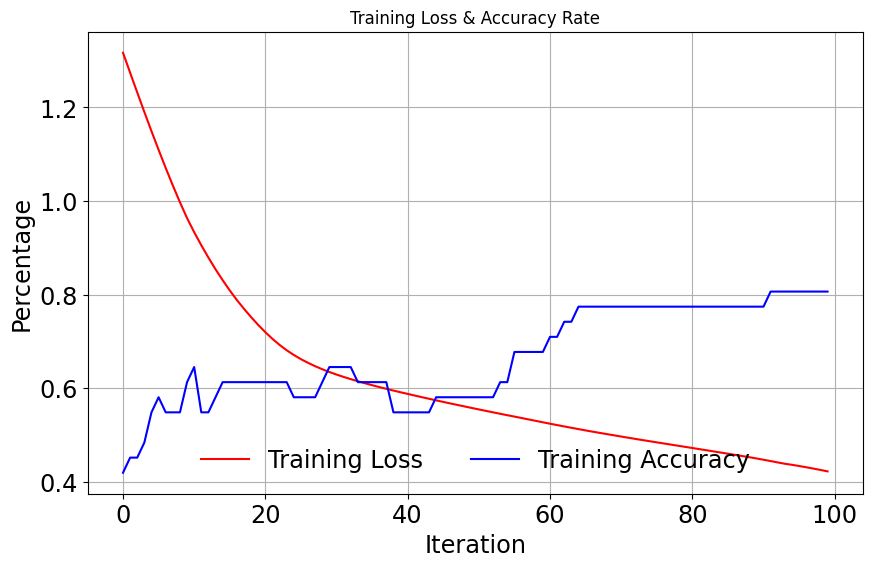 Training Loss & Accuracy Rate
Percentage
1.2
1.0
0.8
0.6
0.4
Training Loss
Training Accuracy
0
20
40
60
80
100
Iteration